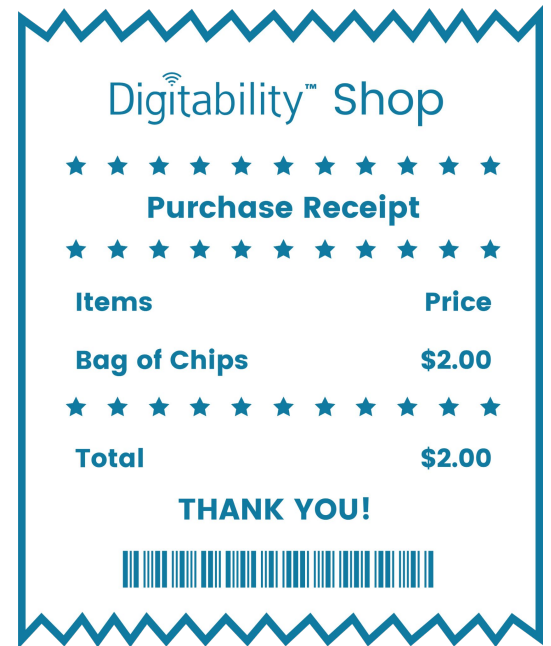 Digitability™ Shop
Purchase Receipt
Items Price
Bag of Chips $2.00
Total $2.00
THANK YOU!